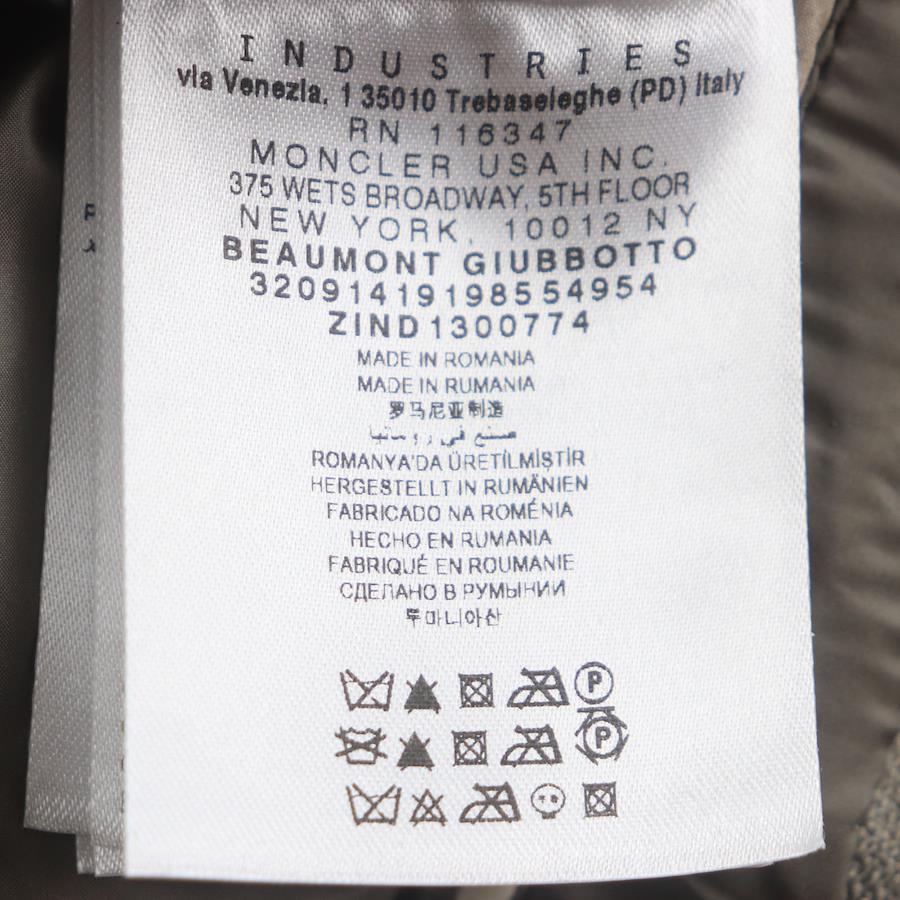 INDUSTRIES
via Venezia, 1 35010 Trebaseleghe (PD) Italy
RN 116347
MONCLER USA INC.
375 WETS BROADWAY, 5TH FLOOR
NEW YORK, 10012 NY
BEAUMONT GIUBBOTTO
320914191985 54954
ZIND1300774
MADE IN ROMANIA
MADE IN RUMANIA
罗马尼亚制造
صنع في رومانيا
ROMANYA'DA ÜRETİLMİŞTİR
HERGESTELLT IN RUMÄNIEN
FABRICADO NA ROMÉNIA
HECHO EN RUMANIA
FABRIQUÉ EN ROUMANIE
СДЕЛАНО В РУМЫНИИ
루마니아산
P
P